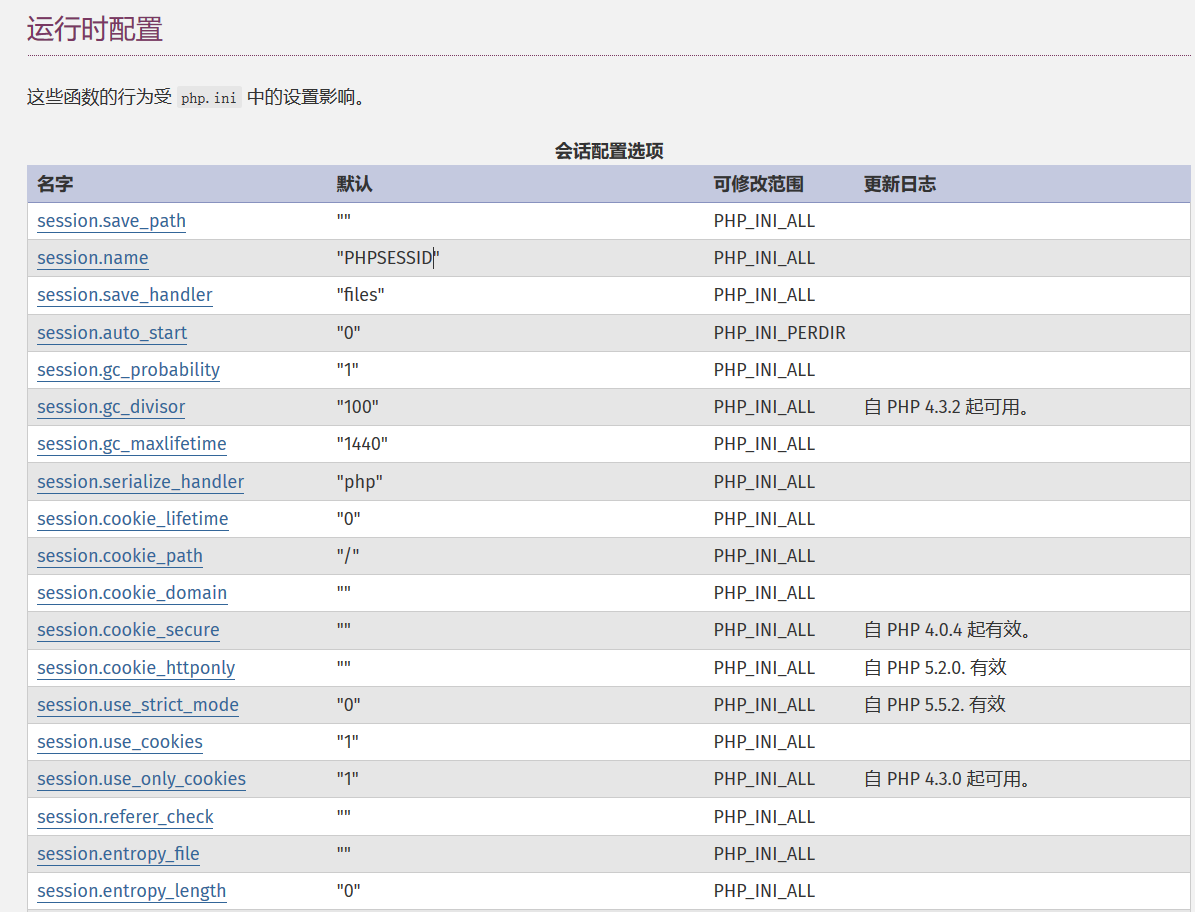 运行时配置
这些函数的行为受 php.ini 中的设置影响。
会话配置选项
名字 默认 可修改范围 更新日志
session.save_path "" PHP_INI_ALL
session.name "PHPSESSID" PHP_INI_ALL
session.save_handler "files" PHP_INI_ALL
session.auto_start "0" PHP_INI_PERDIR
session.gc_probability "1" PHP_INI_ALL
session.gc_divisor "100" PHP_INI_ALL 自 PHP 4.3.2 起可用。
session.gc_maxlifetime "1440" PHP_INI_ALL
session.serialize_handler "php" PHP_INI_ALL
session.cookie_lifetime "0" PHP_INI_ALL
session.cookie_path "/" PHP_INI_ALL
session.cookie_domain "" PHP_INI_ALL
session.cookie_secure "" PHP_INI_ALL 自 PHP 4.0.4 起有效。
session.cookie_httponly "" PHP_INI_ALL 自 PHP 5.2.0. 有效
session.use_strict_mode "0" PHP_INI_ALL 自 PHP 5.5.2. 有效
session.use_cookies "1" PHP_INI_ALL
session.use_only_cookies "1" PHP_INI_ALL 自 PHP 4.3.0 起可用。
session.referer_check "" PHP_INI_ALL
session.entropy_file "" PHP_INI_ALL
session.entropy_length "0" PHP_INI_ALL